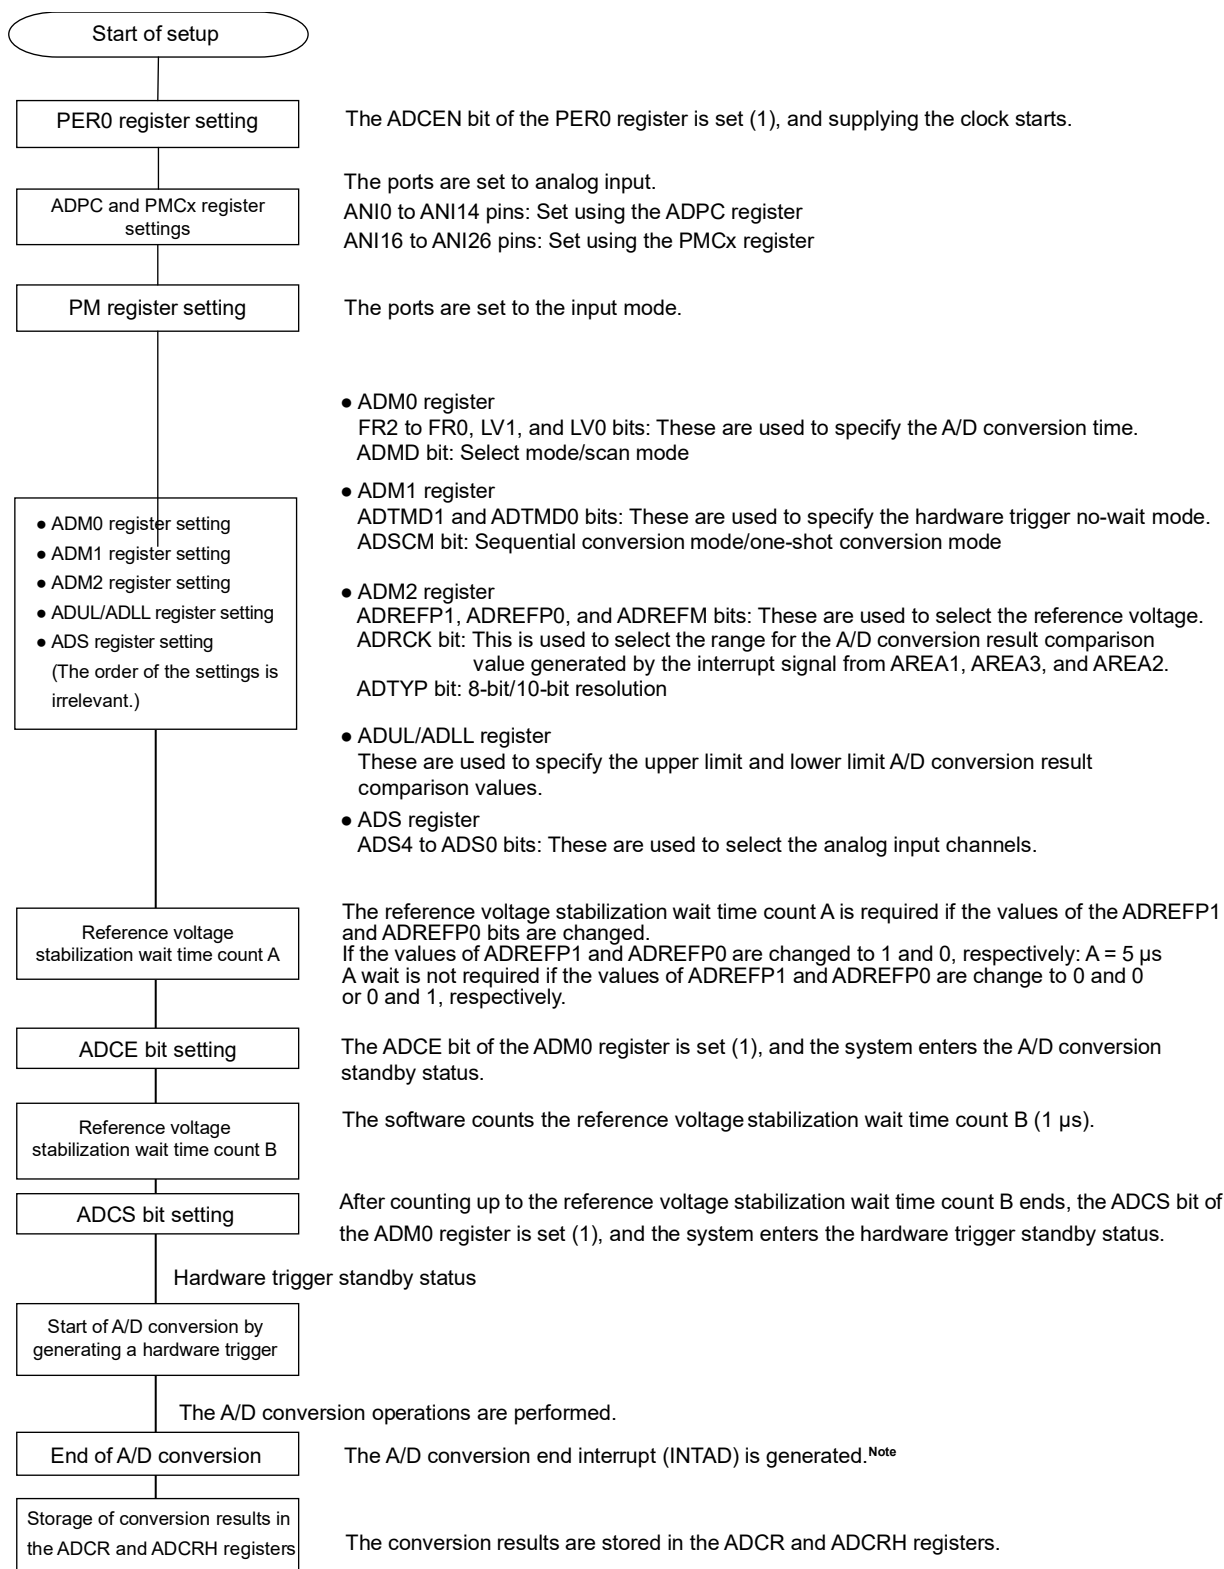 Start of setup
PER0 register setting
The ADCEN bit of the PER0 register is set (1), and supplying the clock starts.
ADPC and PMCx register
settings
The ports are set to analog input.
ANI0 to ANI14 pins: Set using the ADPC register
ANI16 to ANI26 pins: Set using the PMCx register
PM register setting
The ports are set to the input mode.
● ADM0 register setting
● ADM1 register setting
● ADM2 register setting
● ADUL/ADLL register setting
● ADS register setting
(The order of the settings is
irrelevant.)
● ADM0 register
FR2 to FR0, LV1, and LV0 bits: These are used to specify the A/D conversion time.
ADMD bit: Select mode/scan mode
● ADM1 register
ADTMD1 and ADTMD0 bits: These are used to specify the hardware trigger no-wait mode.
ADSCM bit: Sequential conversion mode/one-shot conversion mode
● ADM2 register
ADREFP1, ADREFP0, and ADREFM bits: These are used to select the reference voltage.
ADRCK bit: This is used to select the range for the A/D conversion result comparison
value generated by the interrupt signal from AREA1, AREA3, and AREA2.
ADTYP bit: 8-bit/10-bit resolution
● ADUL/ADLL register
These are used to specify the upper limit and lower limit A/D conversion result
comparison values.
● ADS register
ADS4 to ADS0 bits: These are used to select the analog input channels.
Reference voltage
stabilization wait time count A
The reference voltage stabilization wait time count A is required if the values of the ADREFP1
and ADREFP0 bits are changed.
If the values of ADREFP1 and ADREFP0 are changed to 1 and 0, respectively: A = 5 µs
A wait is not required if the values of ADREFP1 and ADREFP0 are change to 0 and 0
or 0 and 1, respectively.
ADCE bit setting
The ADCE bit of the ADM0 register is set (1), and the system enters the A/D conversion
standby status.
Reference voltage
stabilization wait time count B
The software counts the reference voltage stabilization wait time count B (1 µs).
ADCS bit setting
After counting up to the reference voltage stabilization wait time count B ends, the ADCS bit of
the ADM0 register is set (1), and the system enters the hardware trigger standby status.
Hardware trigger standby status
Start of A/D conversion by
generating a hardware trigger
The A/D conversion operations are performed.
End of A/D conversion
The A/D conversion end interrupt (INTAD) is generated.Note
Storage of conversion results in
the ADCR and ADCRH registers
The conversion results are stored in the ADCR and ADCRH registers.